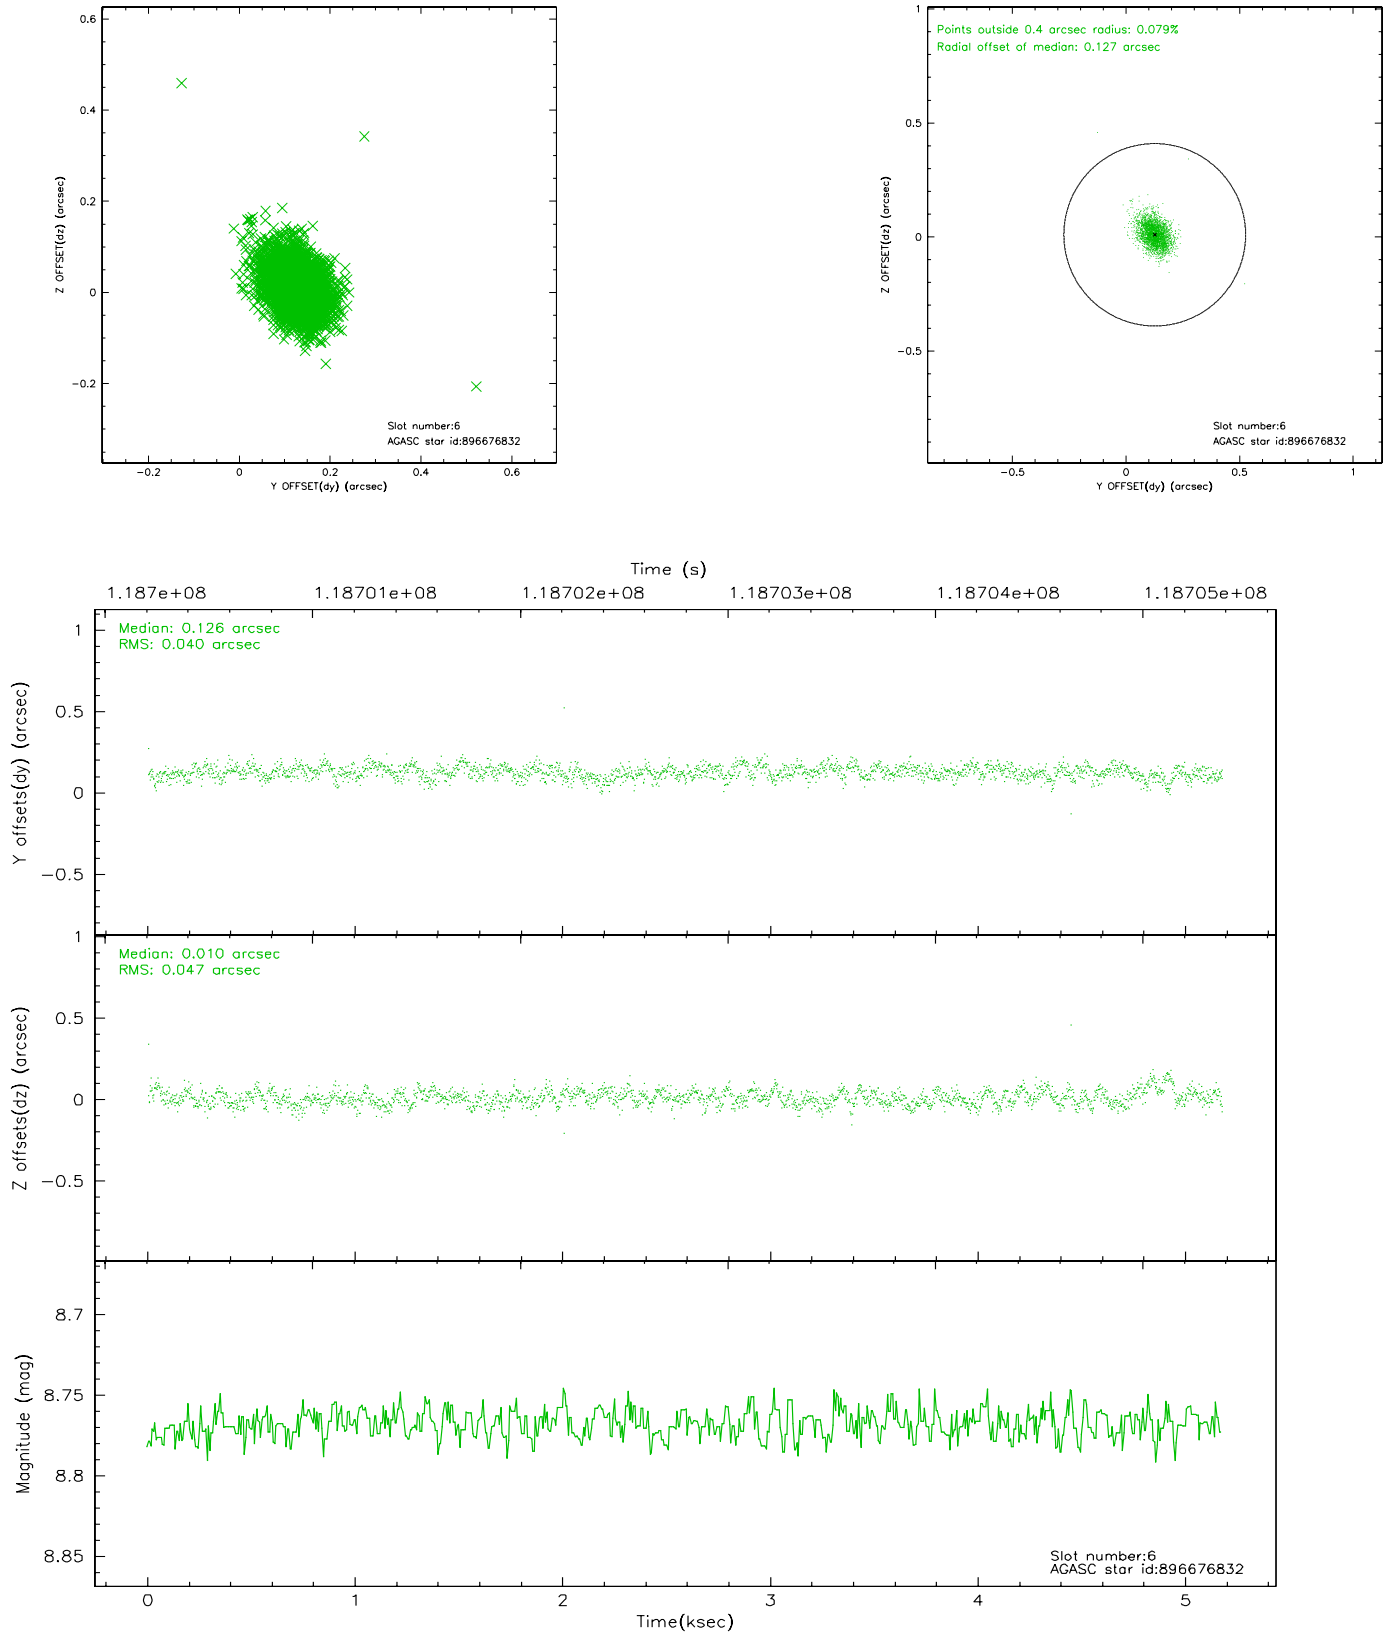 0.6
0.4
0.2
0
−0.2
Z OFFSET(dz) (arcsec)
Slot number:6
AGASC star id:896676832
−0.2 0 0.2 0.4 0.6
Y OFFSET(dy) (arcsec)
Points outside 0.4 arcsec radius: 0.079%
Radial offset of median: 0.127 arcsec
1
0.5
0
−0.5
Z OFFSET(dz) (arcsec)
Slot number:6
AGASC star id:896676832
−0.5 0 0.5 1
Y OFFSET(dy) (arcsec)
Time (s)
1.187e+08 1.18701e+08 1.18702e+08 1.18703e+08 1.18704e+08 1.18705e+08
Median: 0.126 arcsec
RMS: 0.040 arcsec
1
0.5
0
−0.5
Y offsets(dy) (arcsec)
Median: 0.010 arcsec
RMS: 0.047 arcsec
1
0.5
0
−0.5
Z offsets(dz) (arcsec)
8.7
8.75
8.8
8.85
Magnitude (mag)
Slot number:6
AGASC star id:896676832
0 1 2 3 4 5
Time(ksec)